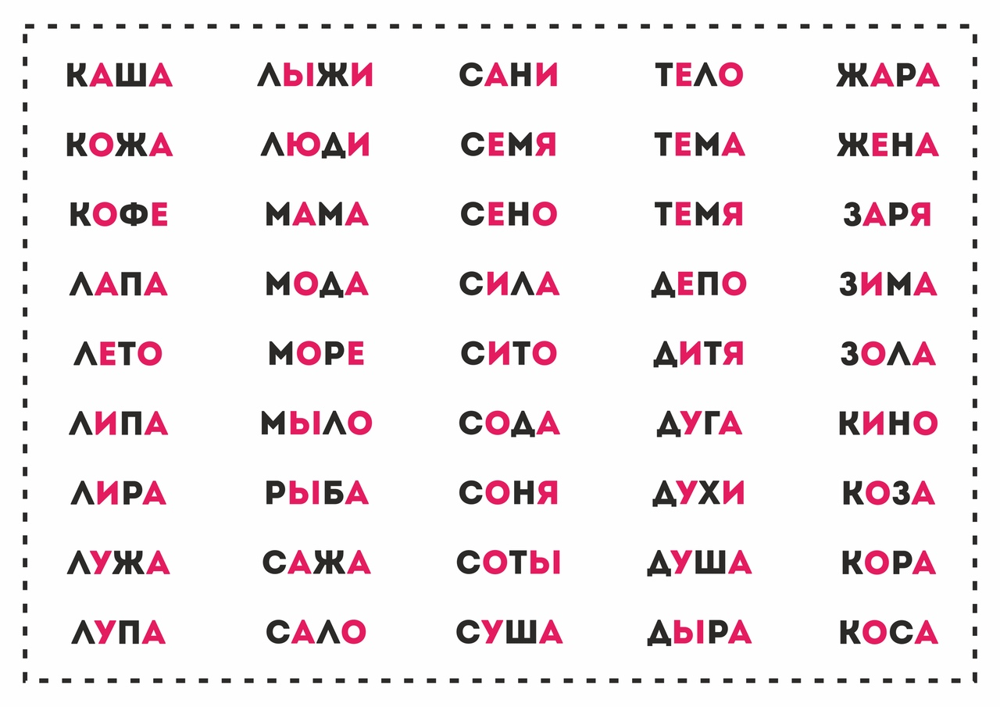 КАША ЛЫЖИ САНИ ТЕЛО ЖАРА
КОЖА ЛЮДИ СЕМЯ ТЕМА ЖЕНА
КОФЕ МАМА СЕНО ТЕМЯ ЗАРЯ
ЛАПА МОДА СИЛА ДЕПО ЗИМА
ЛЕТО МОРЕ СИТО ДИТЯ ЗОЛА
ЛИПА МЫЛО СОДА ДУГА КИНО
ЛИРА РЫБА СОНЯ ДУХИ КОЗА
ЛУЖА САЖА СОТЫ ДУША КОРА
ЛУПА САЛО СУША ДЫРА КОСА